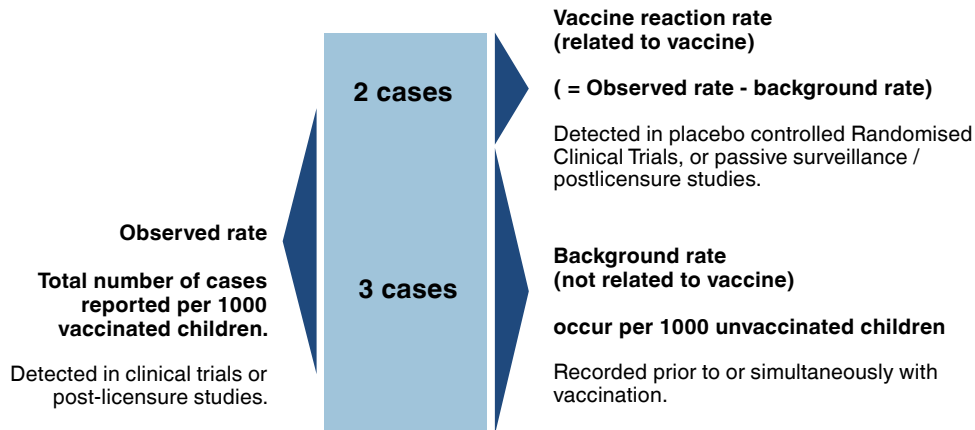 Vaccine reaction rate
(related to vaccine)
( = Observed rate - background rate)
Detected in placebo controlled Randomised
Clinical Trials, or passive surveillance /
postlicensure studies.
2 cases
Observed rate
Total number of cases
reported per 1000
vaccinated children.
Detected in clinical trials or
post-licensure studies.
3 cases
Background rate
(not related to vaccine)
occur per 1000 unvaccinated children
Recorded prior to or simultaneously with
vaccination.